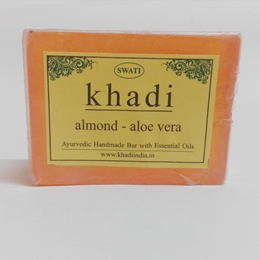 SWATI
khadi
almond - aloe vera
Ayurvedic Handmade Bar with Essential Oils
www.khadiindia.in